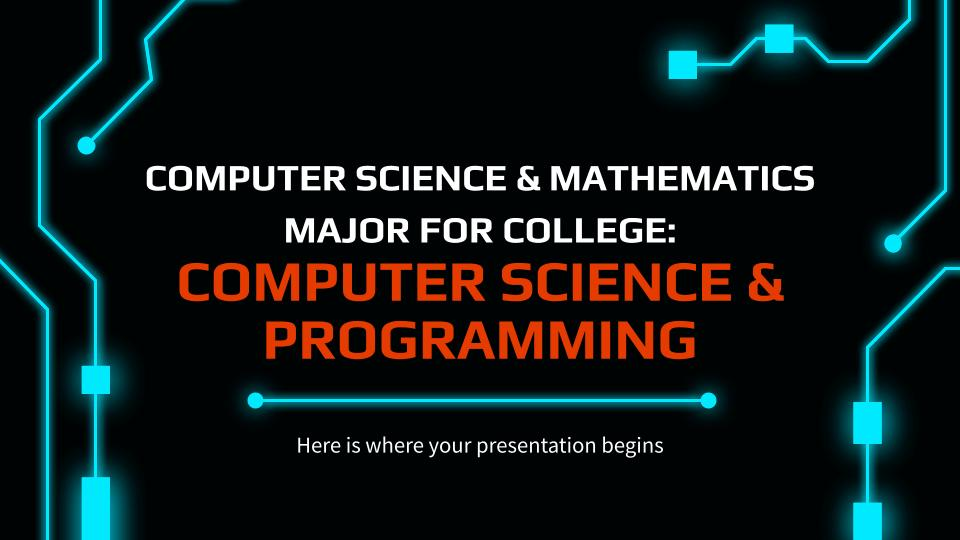 COMPUTER SCIENCE & MATHEMATICS
MAJOR FOR COLLEGE:
COMPUTER SCIENCE &
PROGRAMMING
Here is where your presentation begins